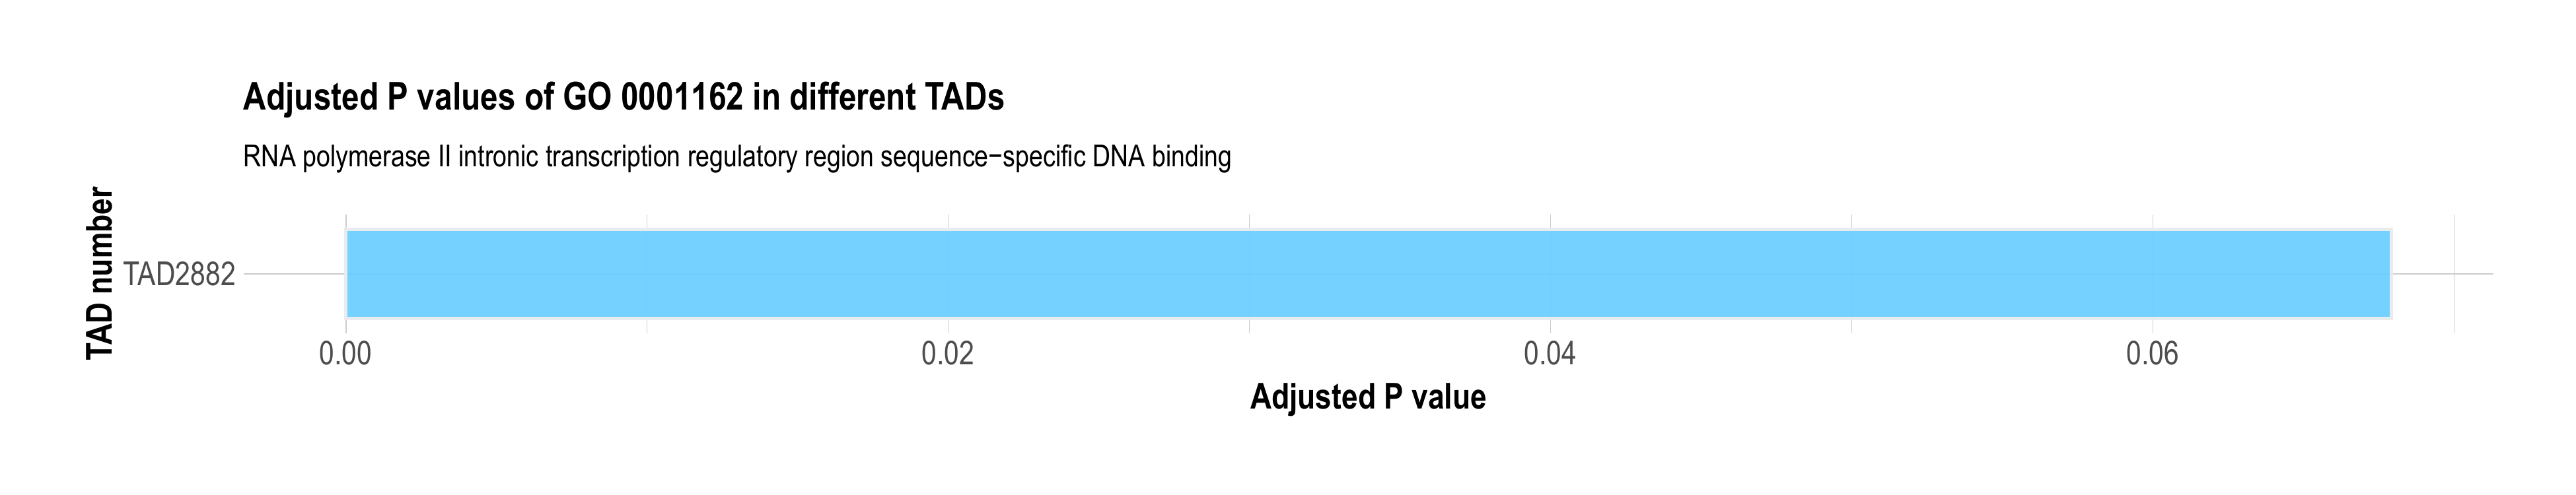 Adjusted P values of GO 0001162 in different TADs
RNA polymerase II intronic transcription regulatory region sequence−specific DNA binding
TAD number
TAD2882
0.00 0.02 0.04 0.06
Adjusted P value